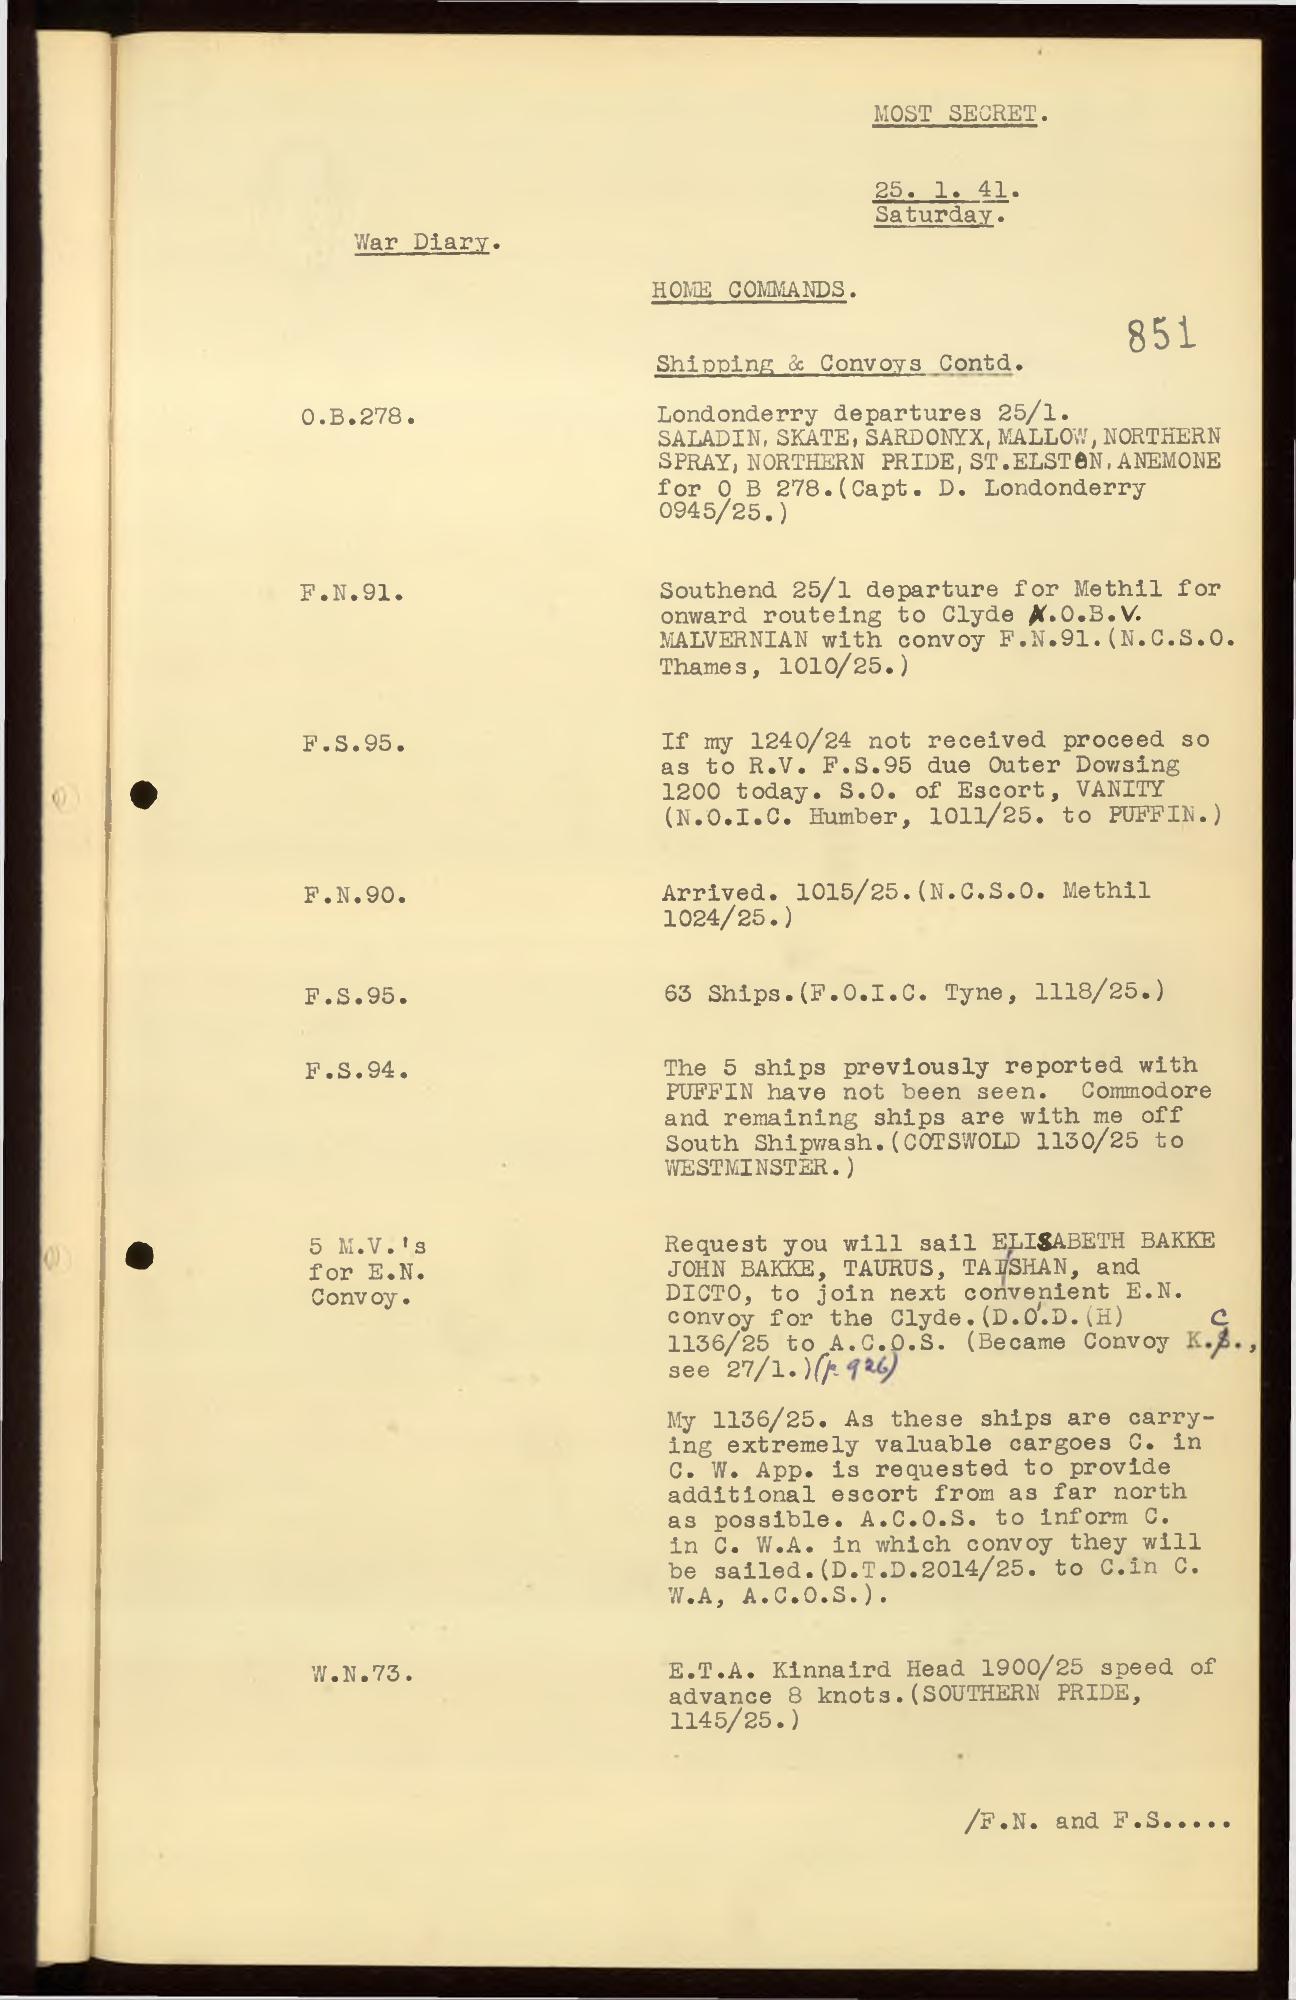 MOST SECRET.
25. 1. 41.
Saturday.
War Diary.
HOME COMMANDS.
851
Shipping & Convoys Contd.
O.B.278.
Londonderry departures 25/1.
SALADIN, SKATE, SARDONYX, MALLOW, NORTHERN
SPRAY, NORTHERN PRIDE, ST.ELSTAN, ANEMONE
for O B 278.(Capt. D. Londonderry
0945/25.)
F.N.91.
Southend 25/1 departure for Methil for
onward routeing to Clyde .O.B.V.
MALVERNIAN with convoy F.N.91.(N.C.S.O.
Thames, 1010/25.)
F.S.95.
If my 1240/24 not received proceed so
as to R.V. F.S.95 due Outer Dowsing
1200 today. S.O. of Escort, VANITY
(N.O.I.C. Humber, 1011/25. to PUFFIN.)
F.N.90.
Arrived. 1015/25.(N.C.S.O. Methil
1024/25.)
F.S.95.
63 Ships.(F.O.I.C. Tyne, 1118/25.)
F.S.94.
The 5 ships previously reported with
PUFFIN have not been seen. Commodore
and remaining ships are with me off
South Shipwash.(COTSWOLD 1130/25 to
WESTMINSTER.)
5 M.V.'s
for E.N.
Convoy.
Request you will sail ELISABETH BAKKE
JOHN BAKKE, TAURUS, TAISHAN, and
DICTO, to join next convenient E.N.
convoy for the Clyde.(D.O.D.(H)
1136/25 to A.C.O.S. (Became Convoy K.C.,
see 27/1.)(p. 926)
My 1136/25. As these ships are carry-
ing extremely valuable cargoes C. in
C. W. App. is requested to provide
additional escort from as far north
as possible. A.C.O.S. to inform C.
in C. W.A. in which convoy they will
be sailed.(D.T.D.2014/25. to C.in C.
W.A, A.C.O.S.).
W.N.73.
E.T.A. Kinnaird Head 1900/25 speed of
advance 8 knots.(SOUTHERN PRIDE,
1145/25.)
/F.N. and F.S.....